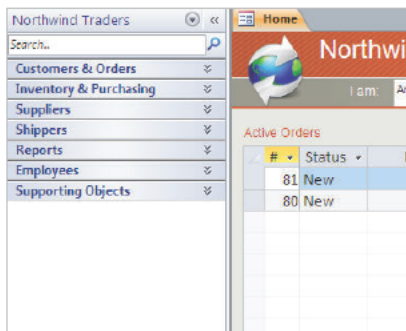 Northwind Traders
Search..
Customers & Orders
Inventory & Purchasing
Suppliers
Shippers
Reports
Employees
Supporting Objects
Home
Northwi
I am:
Active Orders
# Status
81 New
80 New